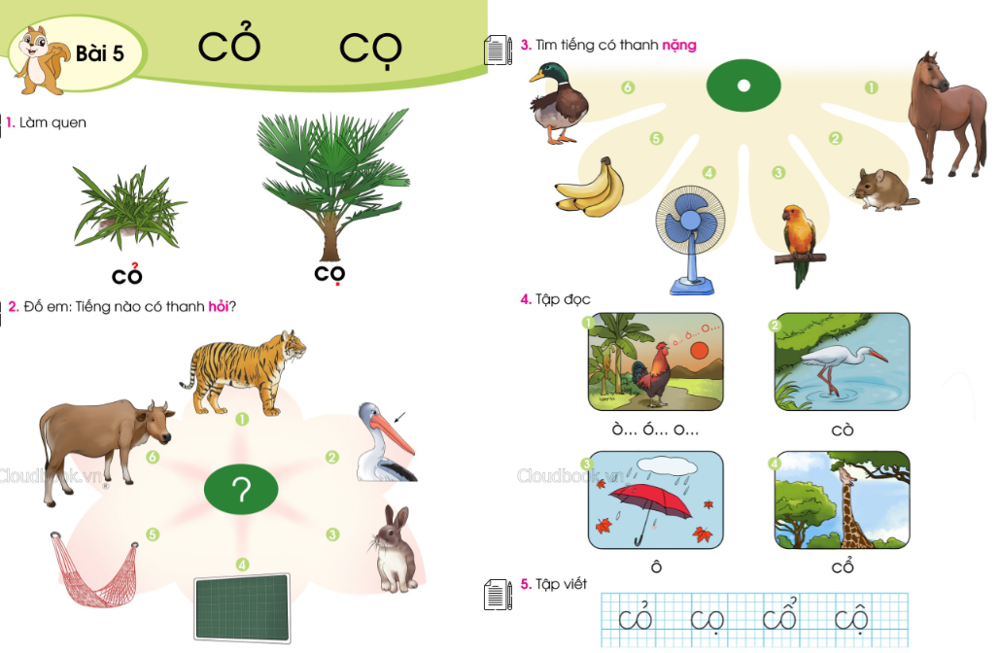 Bài 5
cỏ cọ
1. Làm quen
cỏ cọ
2. Đố em: Tiếng nào có thanh hỏi?
1
2
3
4
5
6
?
Cloudbook.vn
3. Tìm tiếng có thanh nặng
1
2
3
4
5
6
4. Tập đọc
1
ò... ó... o...
2
cò
3
ô
4
cổ
Cloudbook.vn
5. Tập viết
cỏ cọ cổ cộ